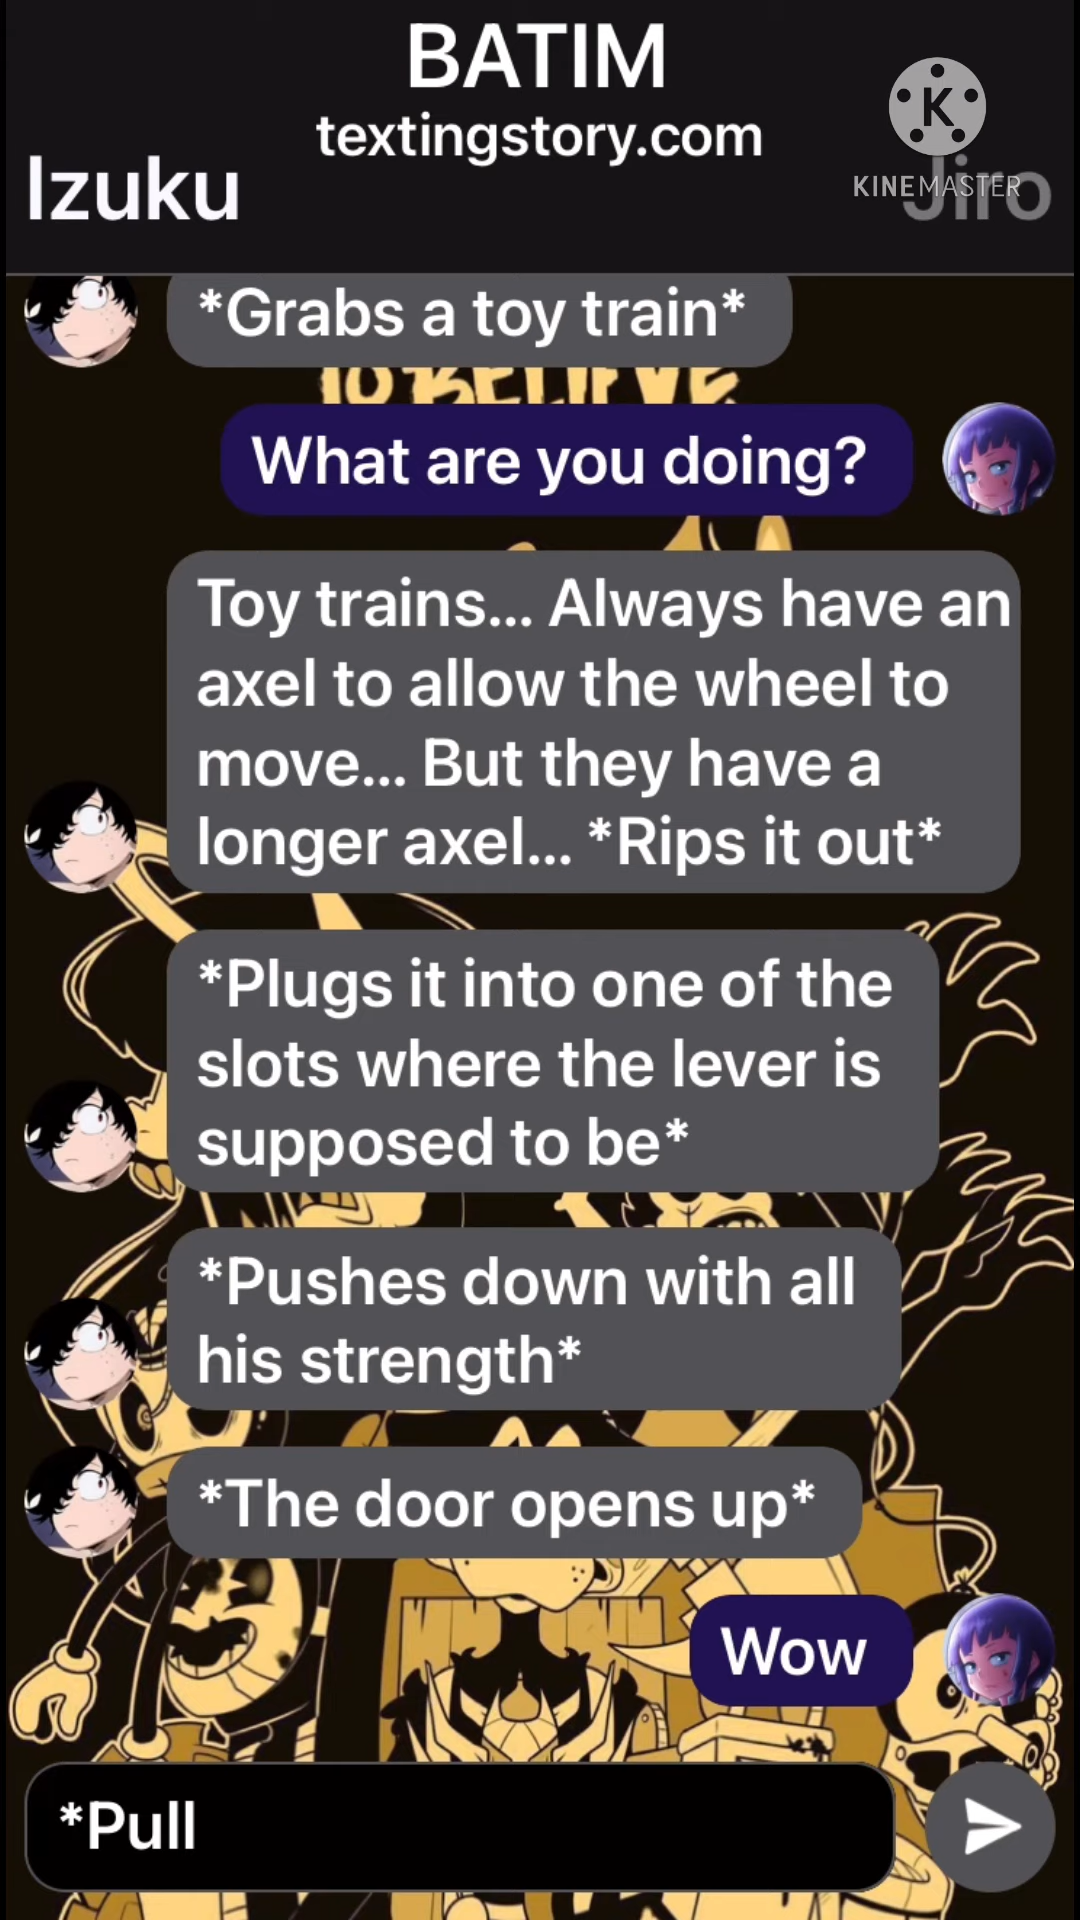 BATIM
textingstory.com
Izuku
Jiro
K
KINEMASTER
*Grabs a toy train*
TO BELIEVE
What are you doing?
Toy trains... Always have an
axel to allow the wheel to
move... But they have a
longer axel... *Rips it out*
*Plugs it into one of the
slots where the lever is
supposed to be*
*Pushes down with all
his strength*
*The door opens up*
Wow
*Pull